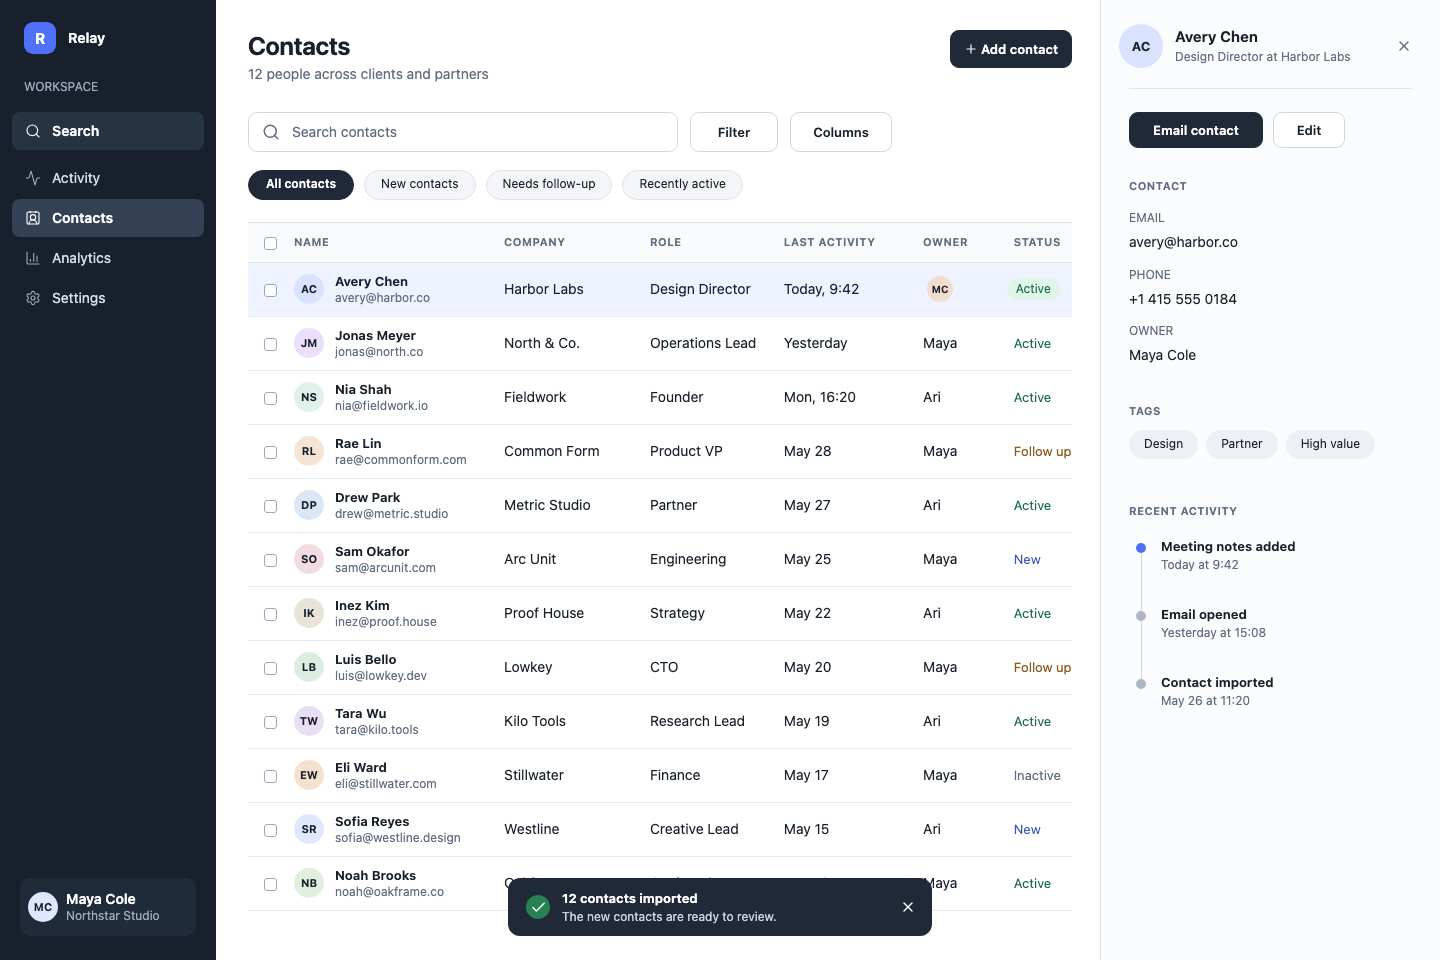 R Relay
WORKSPACE
Search
Activity
Contacts
Analytics
Settings
MC Maya Cole
Northstar Studio
Contacts
12 people across clients and partners
+ Add contact
Search contacts
Filter
Columns
All contacts
New contacts
Needs follow-up
Recently active
NAME COMPANY ROLE LAST ACTIVITY OWNER STATUS
AC Avery Chen Harbor Labs Design Director Today, 9:42 MC Active
avery@harbor.co
JM Jonas Meyer North & Co. Operations Lead Yesterday Maya Active
jonas@north.co
NS Nia Shah Fieldwork Founder Mon, 16:20 Ari Active
nia@fieldwork.io
RL Rae Lin Common Form Product VP May 28 Maya Follow up
rae@commonform.com
DP Drew Park Metric Studio Partner May 27 Ari Active
drew@metric.studio
SO Sam Okafor Arc Unit Engineering May 25 Maya New
sam@arcunit.com
IK Inez Kim Proof House Strategy May 22 Ari Active
inez@proof.house
LB Luis Bello Lowkey CTO May 20 Maya Follow up
luis@lowkey.dev
TW Tara Wu Kilo Tools Research Lead May 19 Ari Active
tara@kilo.tools
EW Eli Ward Stillwater Finance May 17 Maya Inactive
eli@stillwater.com
SR Sofia Reyes Westline Creative Lead May 15 Ari New
sofia@westline.design
NB Noah Brooks Maya Active
noah@oakframe.co
12 contacts imported
The new contacts are ready to review.
AC Avery Chen
Design Director at Harbor Labs
Email contact
Edit
CONTACT
EMAIL
avery@harbor.co
PHONE
+1 415 555 0184
OWNER
Maya Cole
TAGS
Design Partner High value
RECENT ACTIVITY
Meeting notes added
Today at 9:42
Email opened
Yesterday at 15:08
Contact imported
May 26 at 11:20